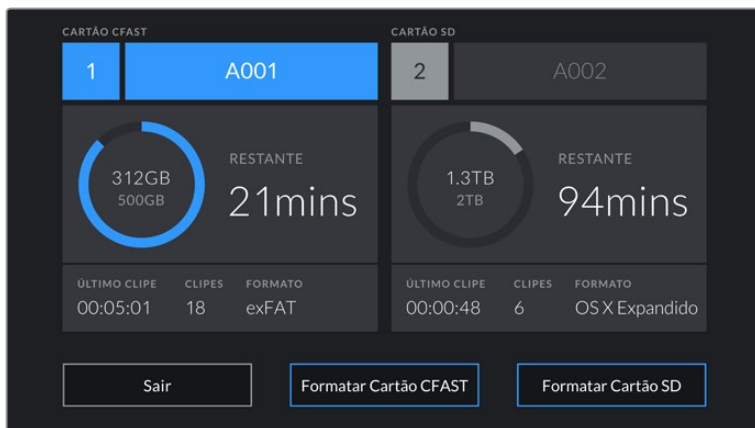 CARTÃO CFAST
1 A001
312GB
500GB
RESTANTE
21mins
ÚLTIMO CLIPE CLIPES FORMATO
00:05:01 18 exFAT
CARTÃO SD
2 A002
1.3TB
2TB
RESTANTE
94mins
ÚLTIMO CLIPE CLIPES FORMATO
00:00:48 6 OS X Expandido
Sair
Formatar Cartão CFAST
Formatar Cartão SD